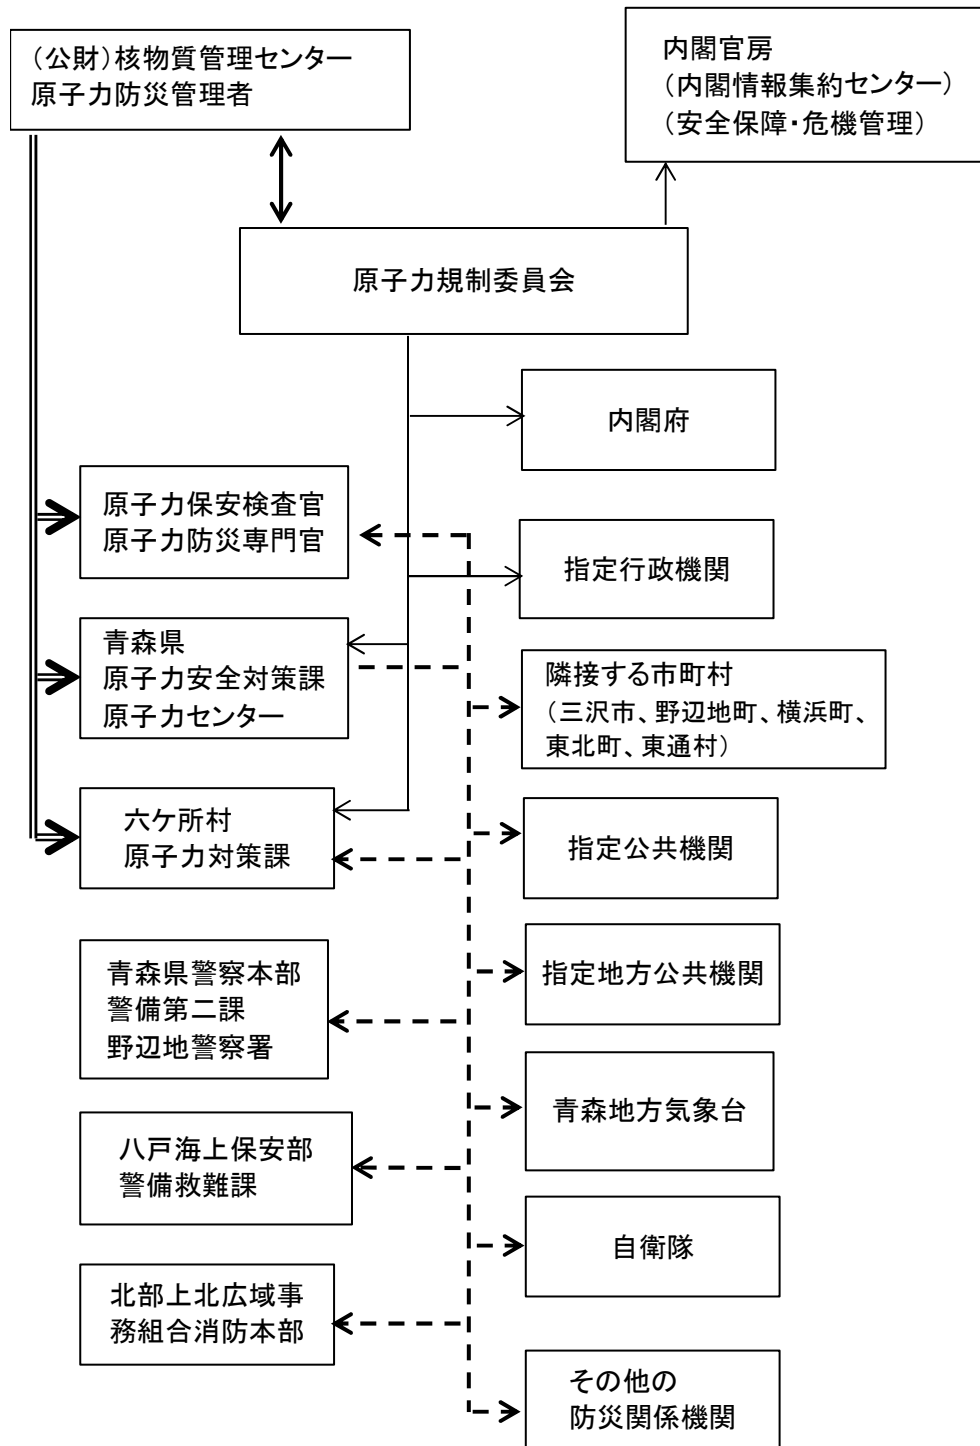 （公財）核物質管理センター
原子力防災管理者
内閣官房
（内閣情報集約センター）
（安全保障・危機管理）
原子力規制委員会
内閣府
原子力保安検査官
原子力防災専門官
指定行政機関
青森県
原子力安全対策課
原子力センター
隣接する市町村
（三沢市、野辺地町、横浜町、
東北町、東通村）
六ケ所村
原子力対策課
指定公共機関
青森県警察本部
警備第二課
野辺地警察署
指定地方公共機関
青森地方気象台
八戸海上保安部
警備救難課
自衛隊
北部上北広域事
務組合消防本部
その他の
防災関係機関